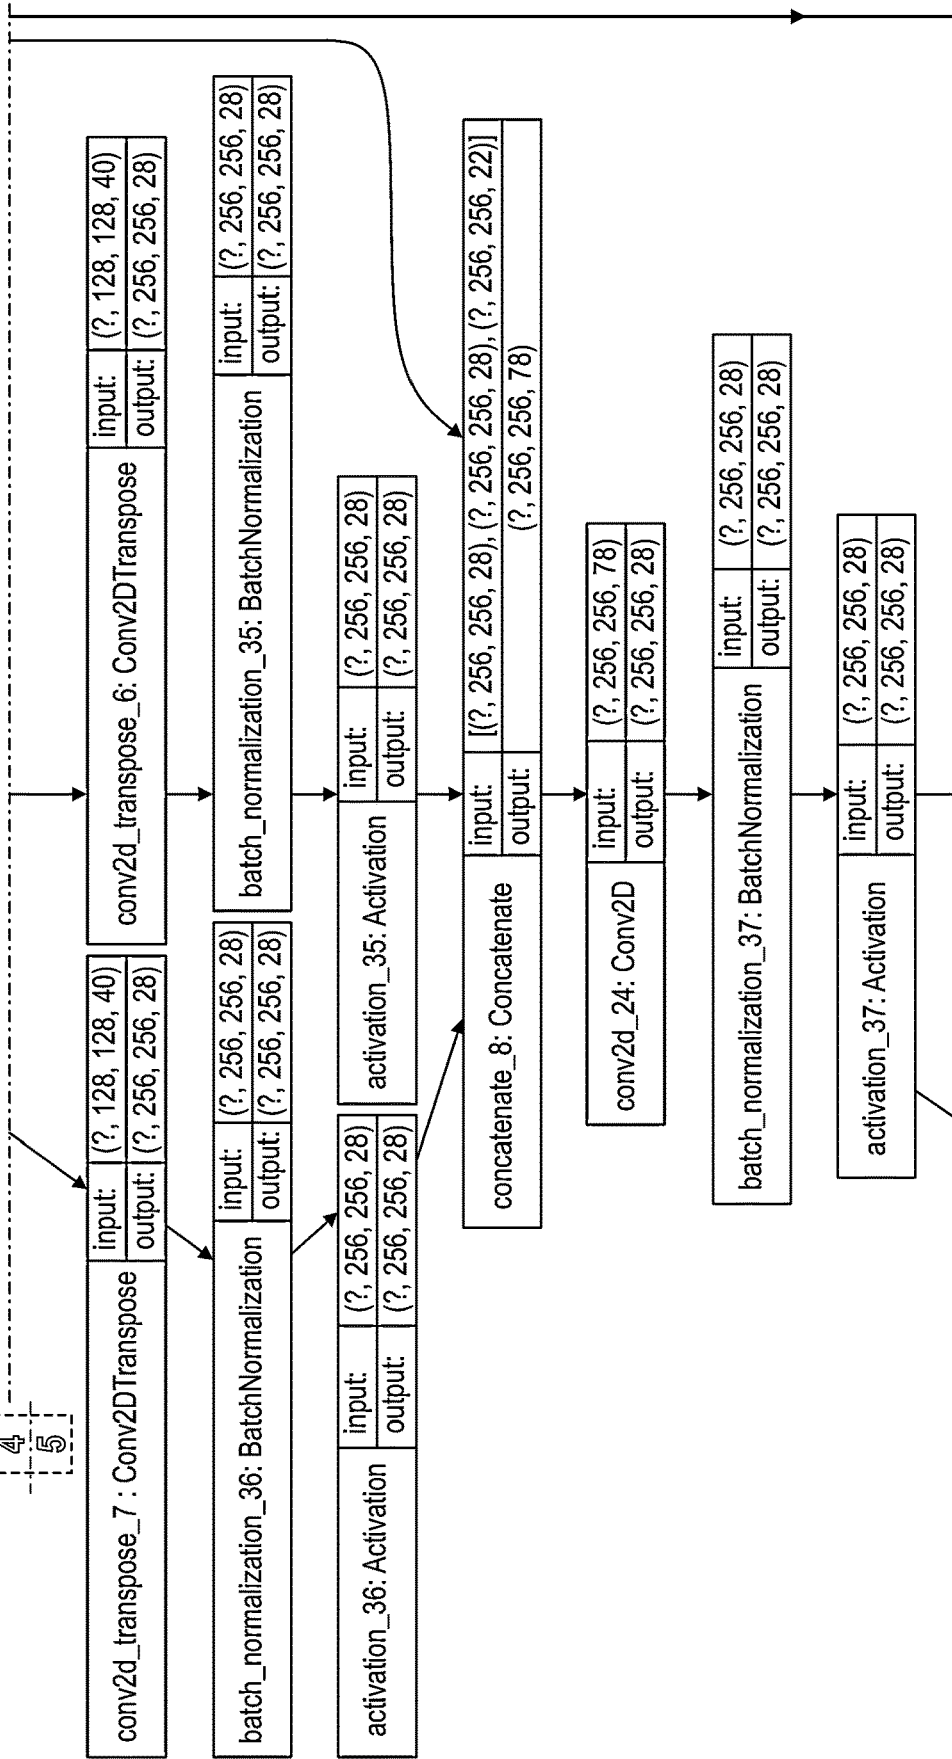 4
5
conv2d_transpose_7 : Conv2DTranspose
input: (?, 128, 128, 40)
output: (?, 256, 256, 28)
conv2d_transpose_6: Conv2DTranspose
input: (?, 128, 128, 40)
output: (?, 256, 256, 28)
batch_normalization_36: BatchNormalization
input: (?, 256, 256, 28)
output: (?, 256, 256, 28)
batch_normalization_35: BatchNormalization
input: (?, 256, 256, 28)
output: (?, 256, 256, 28)
activation_36: Activation
input: (?, 256, 256, 28)
output: (?, 256, 256, 28)
activation_35: Activation
input: (?, 256, 256, 28)
output: (?, 256, 256, 28)
concatenate_8: Concatenate
input: [(?, 256, 256, 28), (?, 256, 256, 28), (?, 256, 256, 22)]
output: (?, 256, 256, 78)
conv2d_24: Conv2D
input: (?, 256, 256, 78)
output: (?, 256, 256, 28)
batch_normalization_37: BatchNormalization
input: (?, 256, 256, 28)
output: (?, 256, 256, 28)
activation_37: Activation
input: (?, 256, 256, 28)
output: (?, 256, 256, 28)